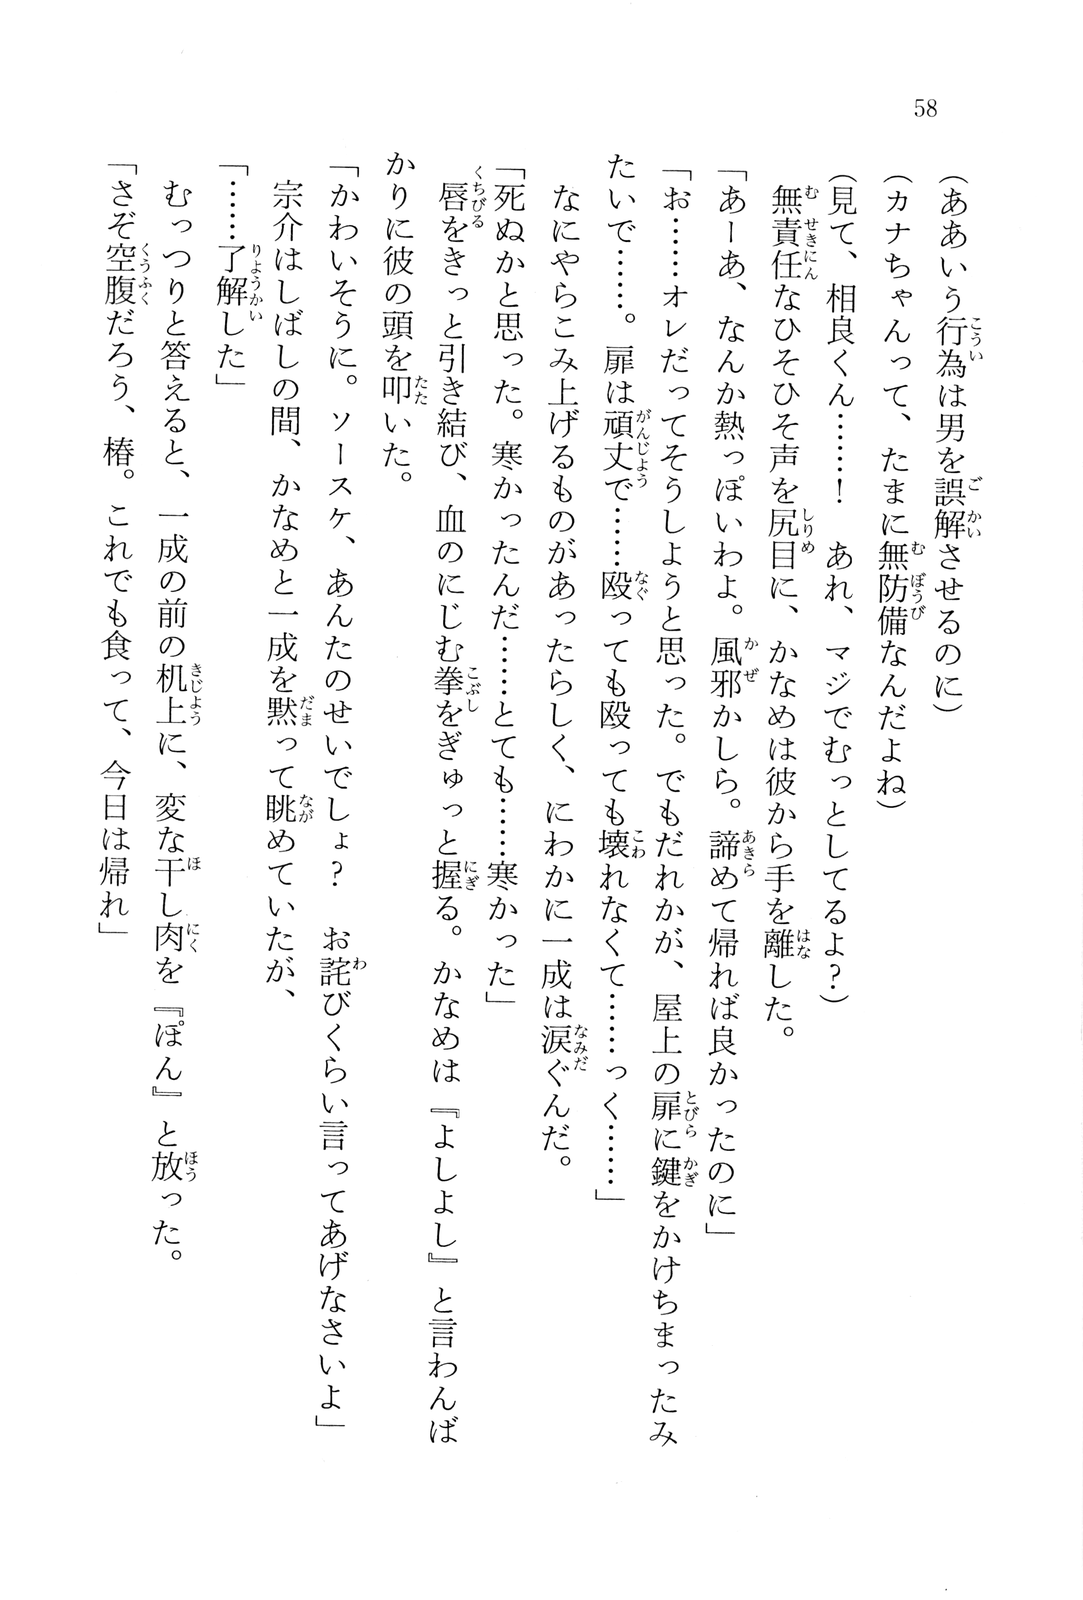 58
(ああいう行為は男を誤解させるのに)
(カナちゃんって、たまに無防備なんだよね)
(見て、相良くん……！　あれ、マジでむっとしてるよ？)
　無責任なひそひそ声を尻目に、かなめは彼から手を離した。
「あーあ、なんか熱っぽいわよ。風邪かしら。諦めて帰れば良かったのに」
「お……オレだってそうしようと思った。でもだれかが、屋上の扉に鍵をかけちまったみ
たいで……。扉は頑丈で……殴っても殴っても壊れなくて……っく……」
　なにやらこみ上げるものがあったらしく、にわかに一成は涙ぐんだ。
「死ぬかと思った。寒かったんだ……とても……寒かった」
　唇をきっと引き結び、血のにじむ拳をぎゅっと握る。かなめは『よしよし』と言わんば
かりに彼の頭を叩いた。
「かわいそうに。ソースケ、あんたのせいでしょ？　お詫びくらい言ってあげなさいよ」
　宗介はしばしの間、かなめと一成を黙って眺めていたが、
「……了解した」
　むっつりと答えると、一成の前の机上に、変な干し肉を『ぽん』と放った。
「さぞ空腹だろう、椿。これでも食って、今日は帰れ」